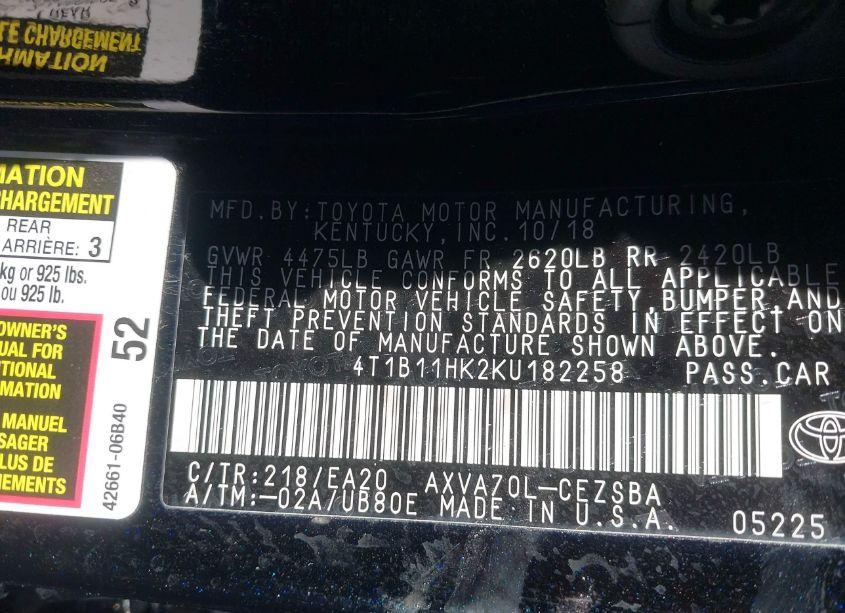 LE CHARGEMENT
MATION
MATION
CHARGEMENT
REAR
ARRIÈRE: 3
kg or 925 lbs.
ou 925 lb.
OWNER'S
UAL FOR
TIONAL
RMATION
MANUEL
SAGER
LUS DE
NEMENTS
52
42661-06B40
MFD.BY:TOYOTA MOTOR MANUFACTURING,
KENTUCKY,INC.10/18
GVWR 4475LB GAWR FR 2620LB RR 2420LB
THIS VEHICLE CONFORMS TO ALL APPLICABLE
FEDERAL MOTOR VEHICLE SAFETY,BUMPER AND
THEFT PREVENTION STANDARDS IN EFFECT ON
THE DATE OF MANUFACTURE SHOWN ABOVE.
4T1B11HK2KU182258 PASS.CAR
C/TR:218/EA20 AXVA70L-CEZSBA
A/TM:-02A/UB80E MADE IN U.S.A. 05225